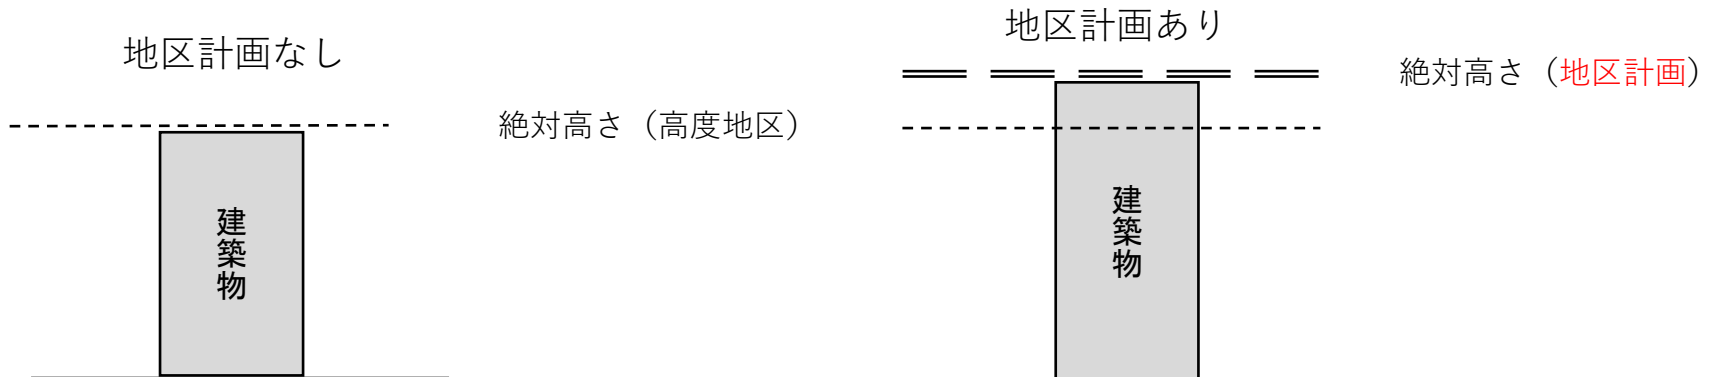 地区計画なし
絶対高さ（高度地区）
建築物
地区計画あり
絶対高さ（地区計画）
建築物